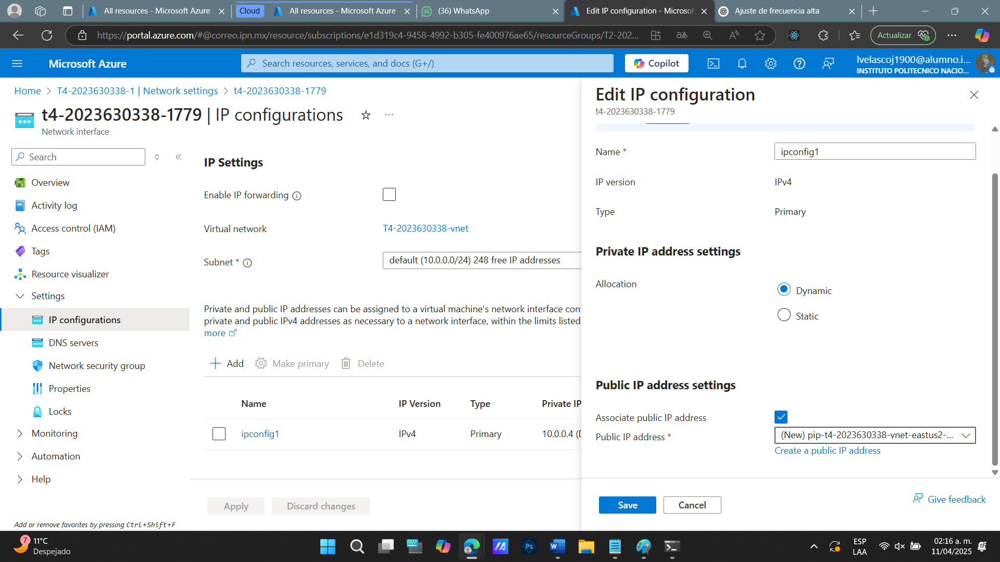 All resources - Microsoft Azure
Cloud
All resources - Microsoft Azure
36
(36) WhatsApp
Edit IP configuration - Microsof
Ajuste de frecuencia alta
https://portal.azure.com/#@correo.ipn.mx/resource/subscriptions/e1d319c4-9458-4992-b305-fe400976ae65/resourceGroups/T2-202...
aあ
Actualizar
Microsoft Azure
Search resources, services, and docs (G+/)
Copilot
lvelascoj1900@alumno.i...
INSTITUTO POLITECNICO NACIO...
Home > T4-2023630338-1 | Network settings > t4-2023630338-1779
t4-2023630338-1779 | IP configurations
Network interface
Search
Overview
Activity log
Access control (IAM)
Tags
Resource visualizer
Settings
IP configurations
DNS servers
Network security group
Properties
Locks
Monitoring
Automation
Help
Add or remove favorites by pressing Ctrl+Shift+F
IP Settings
Enable IP forwarding
Virtual network
T4-2023630338-vnet
Subnet *
default (10.0.0.0/24) 248 free IP addresses
Private and public IP addresses can be assigned to a virtual machine's network interface con
private and public IPv4 addresses as necessary to a network interface, within the limits listed
more
Add
Make primary
Delete
Name IP Version Type Private IP
ipconfig1 IPv4 Primary 10.0.0.4 (D
Apply
Discard changes
Edit IP configuration
t4-2023630338-1779
Name *
ipconfig1
IP version
IPv4
Type
Primary
Private IP address settings
Allocation
Dynamic
Static
Public IP address settings
Associate public IP address
Public IP address *
(New) pip-t4-2023630338-vnet-eastus2-...
Create a public IP address
Save
Cancel
Give feedback
7
11°C
Despejado
Ps
W
ESP
LAA
02:16 a. m.
11/04/2025